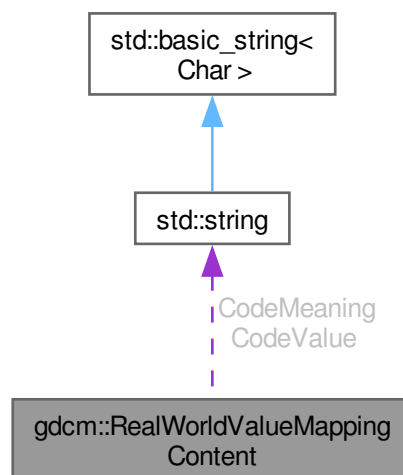 std::basic_string<
Char >
std::string
CodeMeaning
CodeValue
gdcm::RealWorldValueMapping
Content